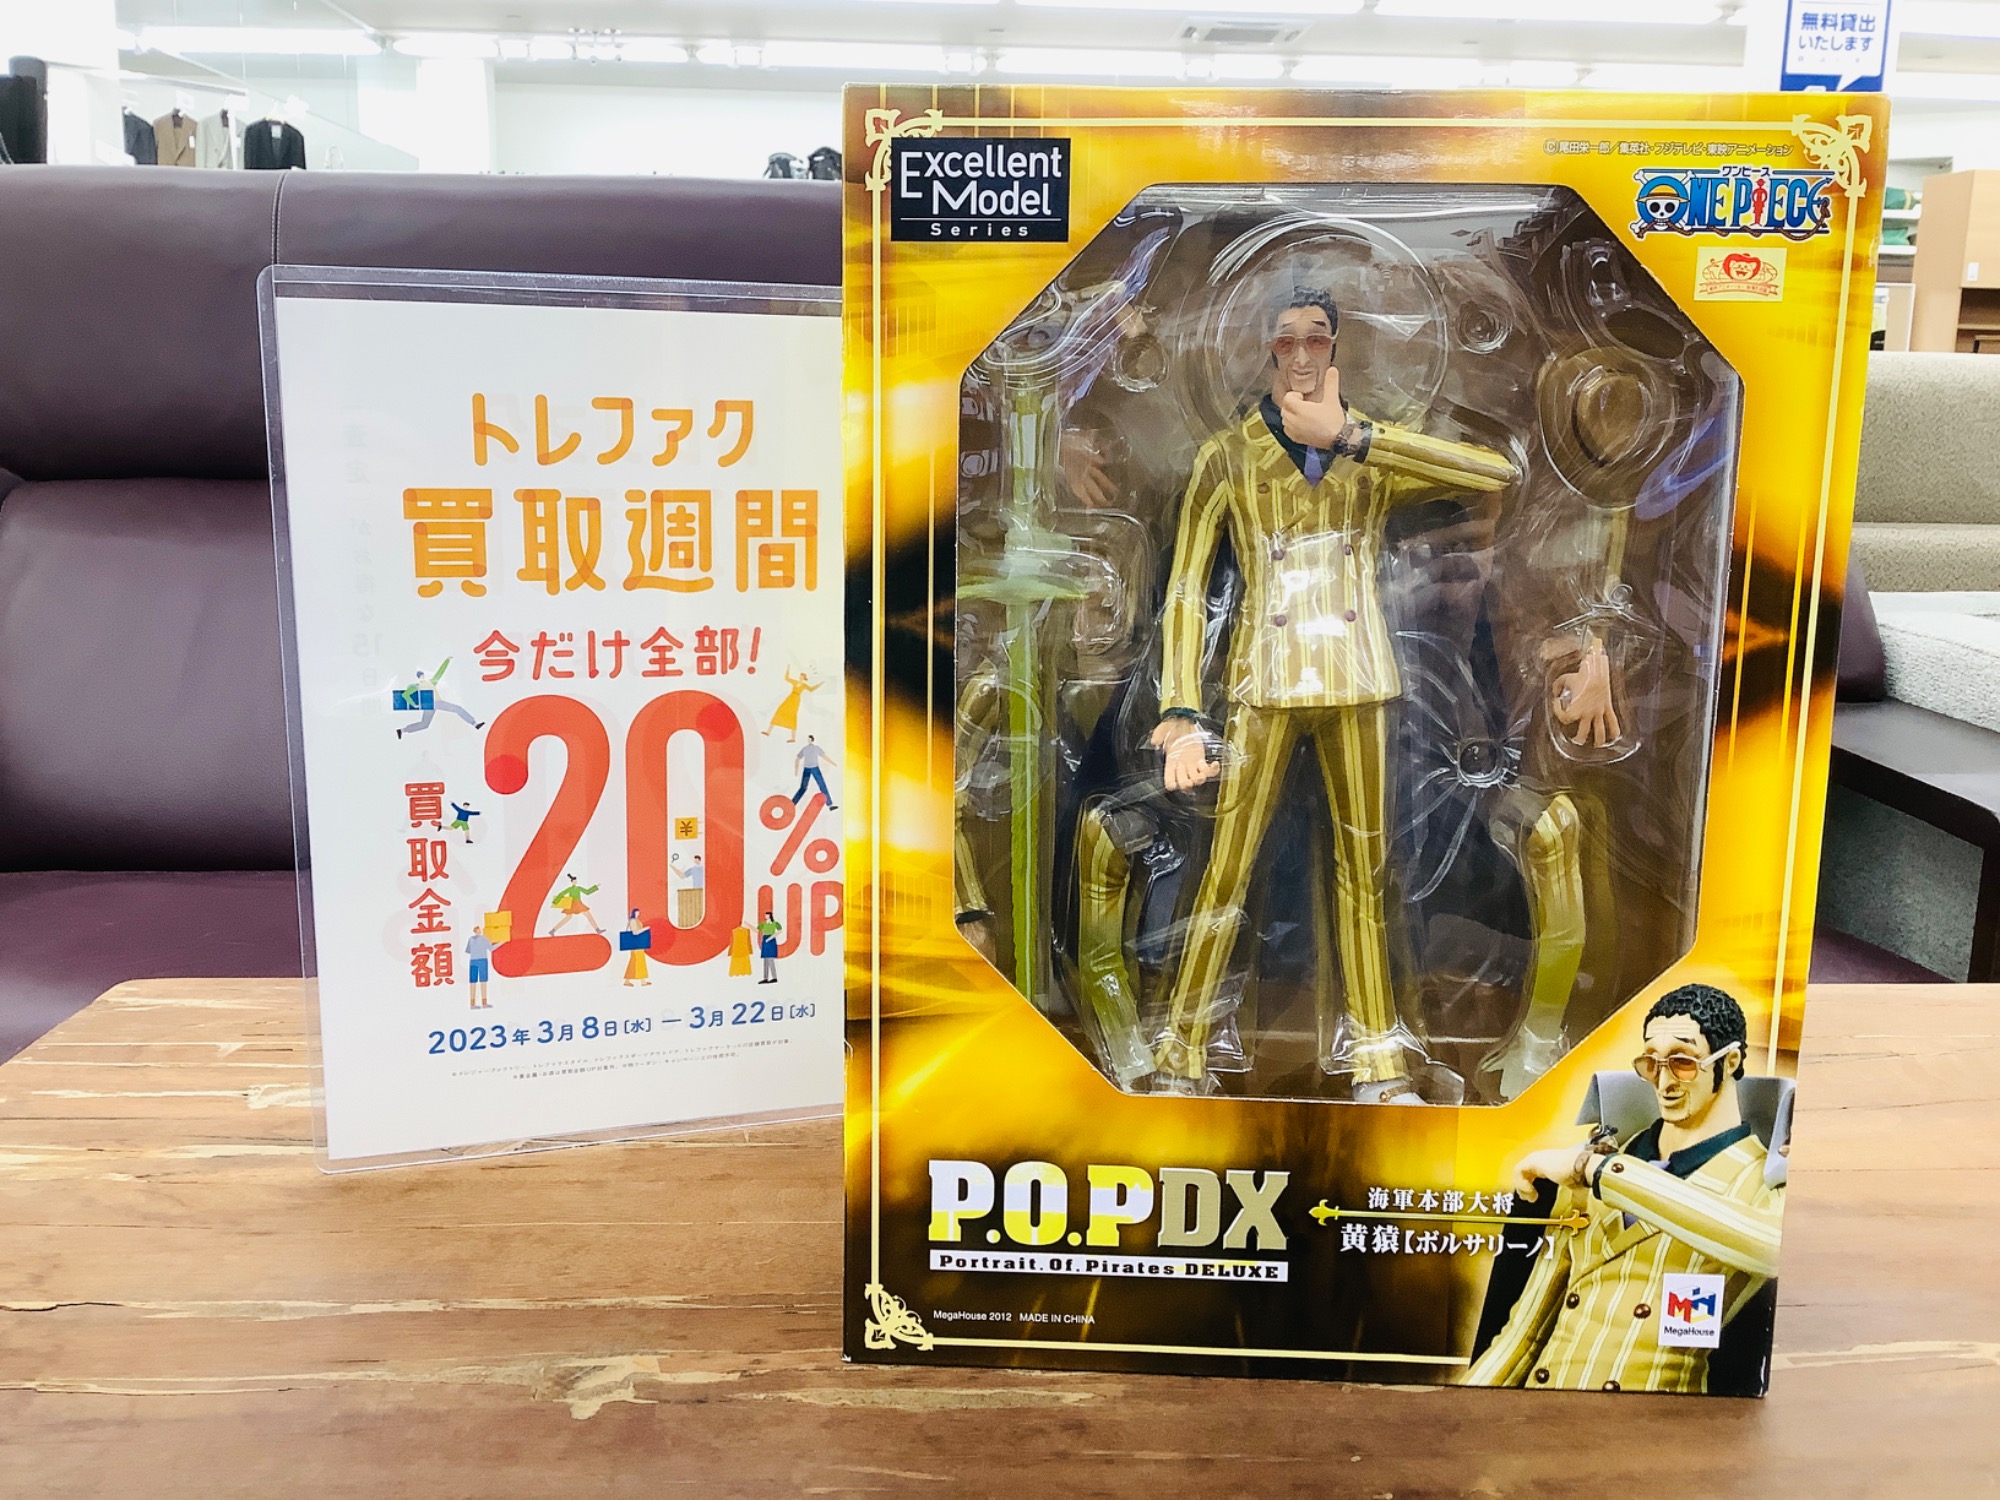 無料貸出
いたします
トレファク
買取週間
今だけ全部!
買取金額
20%UP
¥
2023年3月8日[水]ー3月22日[水]
Excellent
Model
Series
©尾田栄一郎/集英社・フジテレビ・東映アニメーション
ワンピース
ONE PIECE
P.O.P DX
Portrait.Of.Pirates DELUXE
海軍本部大将
黄猿【ボルサリーノ】
MegaHouse 2012 MADE IN CHINA
MegaHouse